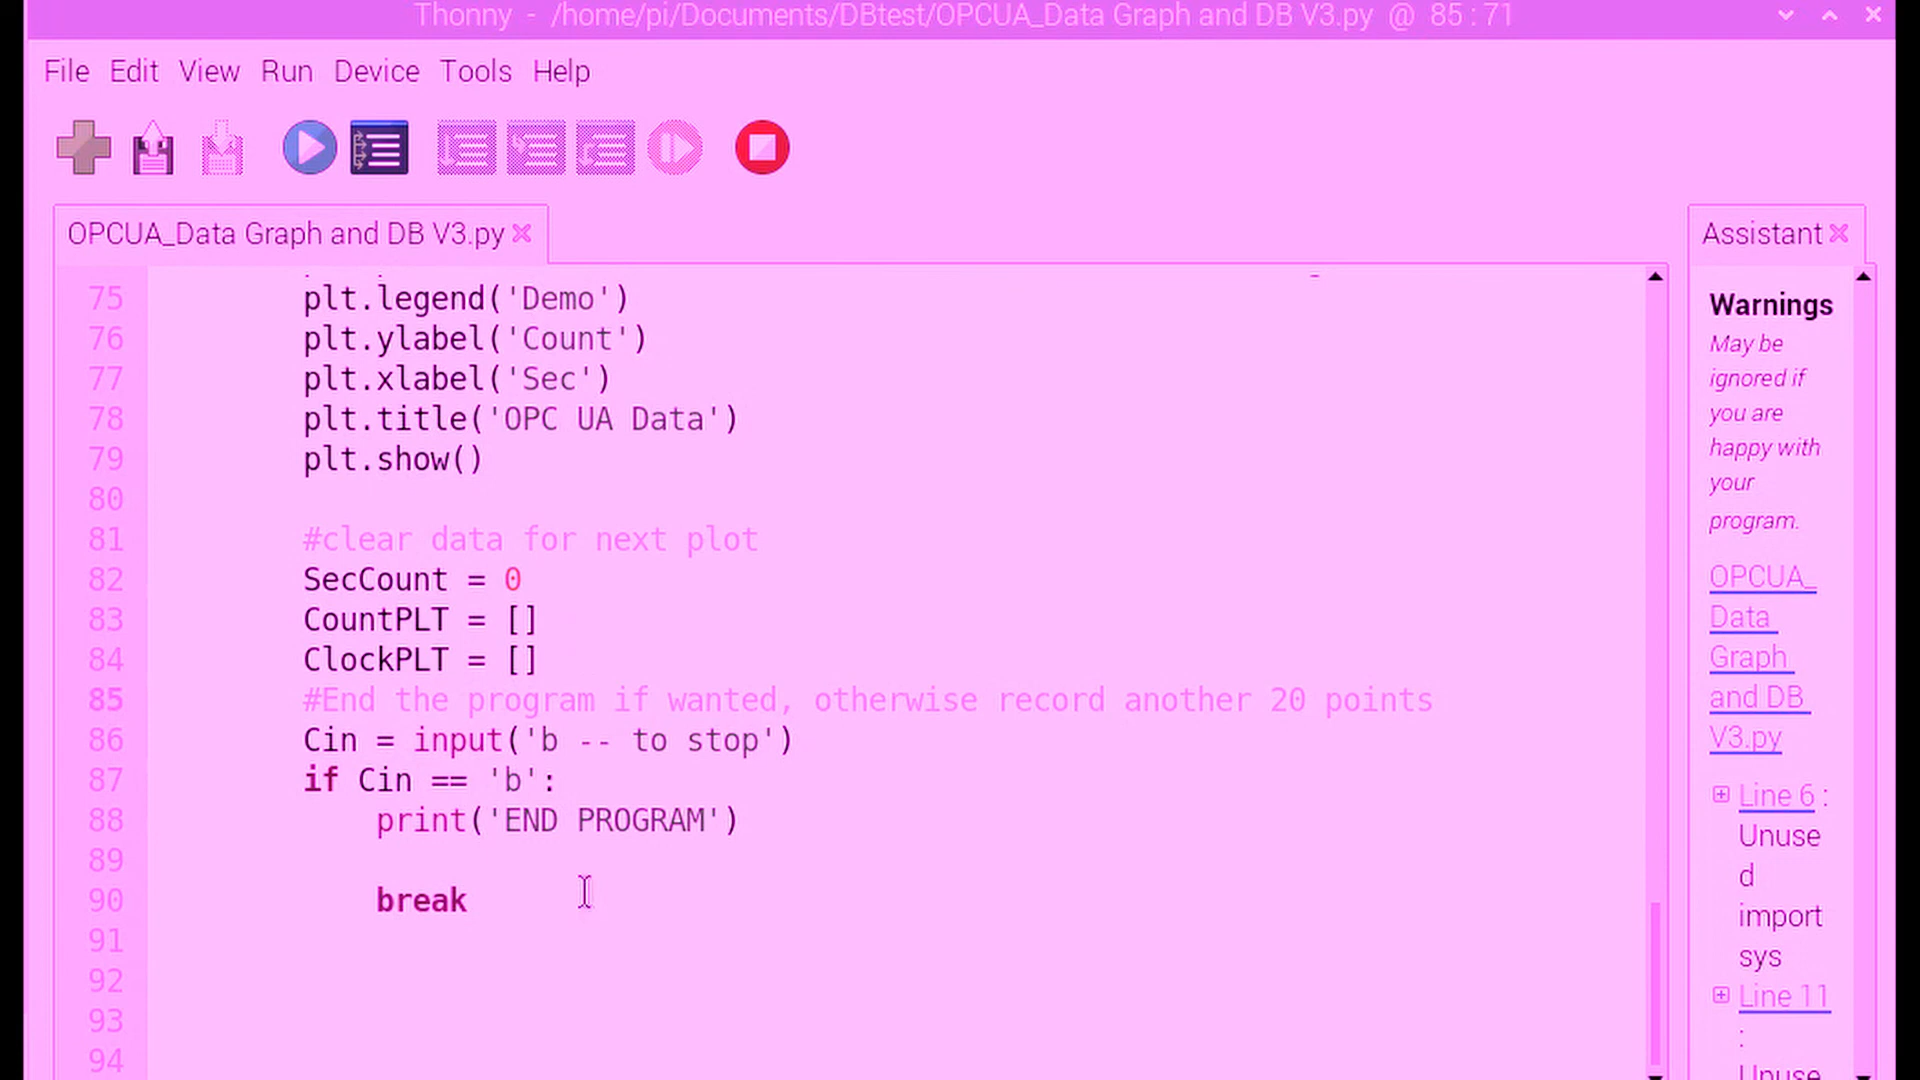 Thonny - /home/pi/Documents/DBtest/OPCUA_Data Graph and DB V3.py @ 85 : 71
File Edit View Run Device Tools Help
OPCUA_Data Graph and DB V3.py
75 plt.legend('Demo')
76 plt.ylabel('Count')
77 plt.xlabel('Sec')
78 plt.title('OPC UA Data')
79 plt.show()
80
81 #clear data for next plot
82 SecCount = 0
83 CountPLT = []
84 ClockPLT = []
85 #End the program if wanted, otherwise record another 20 points
86 Cin = input('b -- to stop')
87 if Cin == 'b':
88 print('END PROGRAM')
89
90 break
91
92
93
94
Assistant
Warnings
May be
ignored if
you are
happy with
your
program.
OPCUA_
Data
Graph
and DB
V3.py
Line 6 :
Unuse
d
import
sys
Line 11
:
Unuse